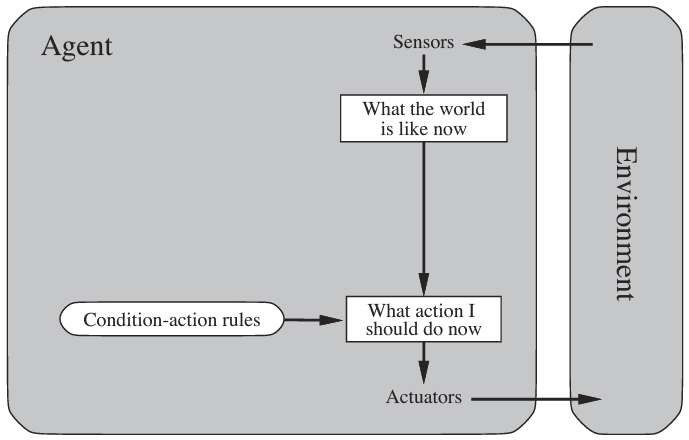 Agent
Sensors
What the world
is like now
Environment
Condition-action rules
What action I
should do now
Actuators